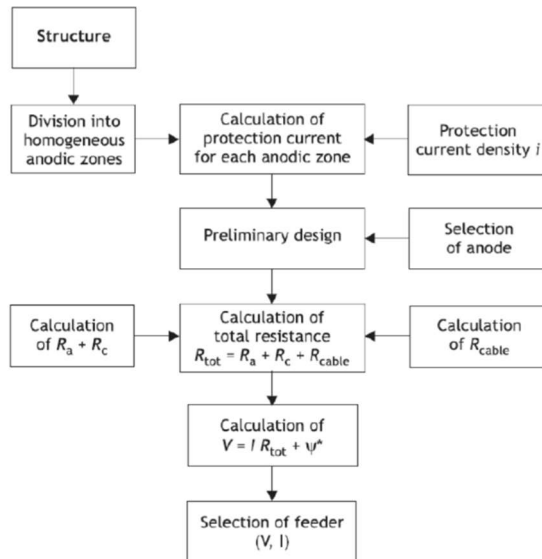 Structure
Division into
homogeneous
anodic zones
Calculation of
protection current
for each anodic zone
Protection
current density i
Preliminary design
Selection
of anode
Calculation
of Ra + Rc
Calculation of
total resistance
Rtot = Ra + Rc + Rcable
Calculation
of Rcable
Calculation of
V = I Rtot + ψ*
Selection of feeder
(V, I)